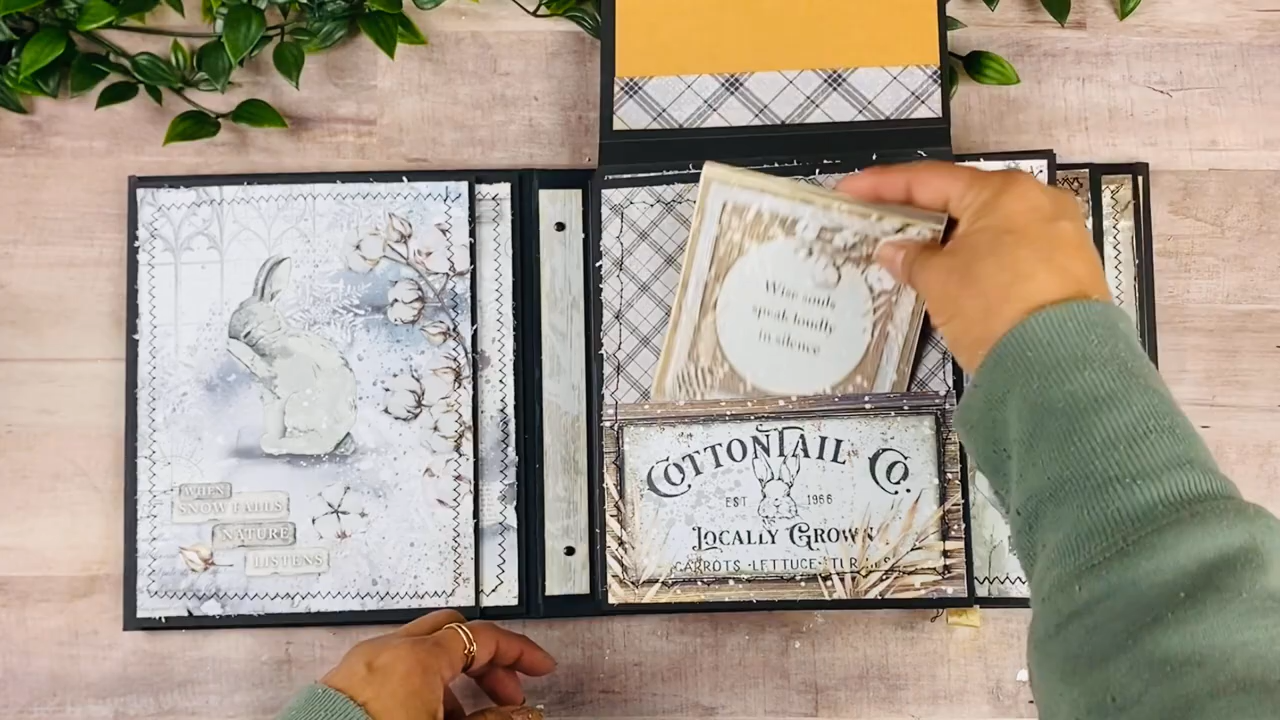 WHEN
SNOW FALLS
NATURE
LISTENS
Wise souls
speak loudly
in silence
COTTONTAIL CO.
EST 1966
LOCALLY GROWN
CARROTS · LETTUCE ·